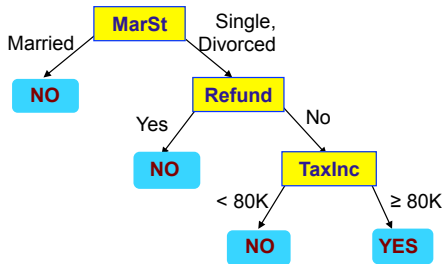 MarSt
Married
Single,
Divorced
NO
Refund
Yes
No
NO
TaxInc
< 80K
≥ 80K
NO
YES